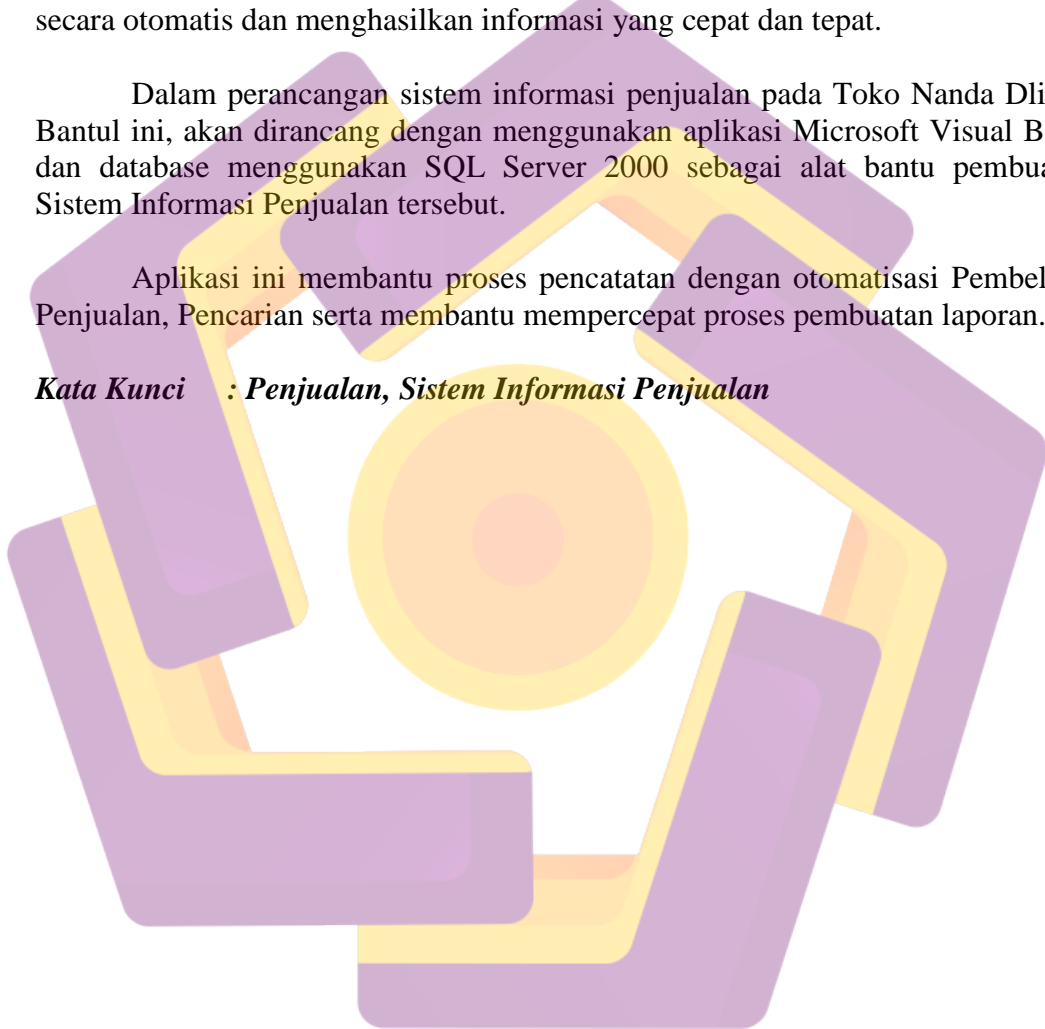 secara otomatis dan menghasilkan informasi yang cepat dan tepat.
Dalam perancangan sistem informasi penjualan pada Toko Nanda Dli
Bantul ini, akan dirancang dengan menggunakan aplikasi Microsoft Visual B
dan database menggunakan SQL Server 2000 sebagai alat bantu pembua
Sistem Informasi Penjualan tersebut.
Aplikasi ini membantu proses pencatatan dengan otomatisasi Pembel
Penjualan, Pencarian serta membantu mempercepat proses pembuatan laporan.
Kata Kunci : Penjualan, Sistem Informasi Penjualan